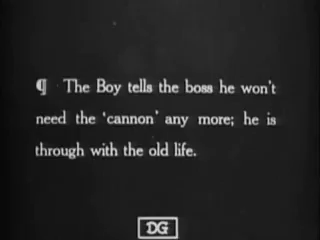 ¶ The Boy tells the boss he won't
need the 'cannon' any more; he is
through with the old life.
DG